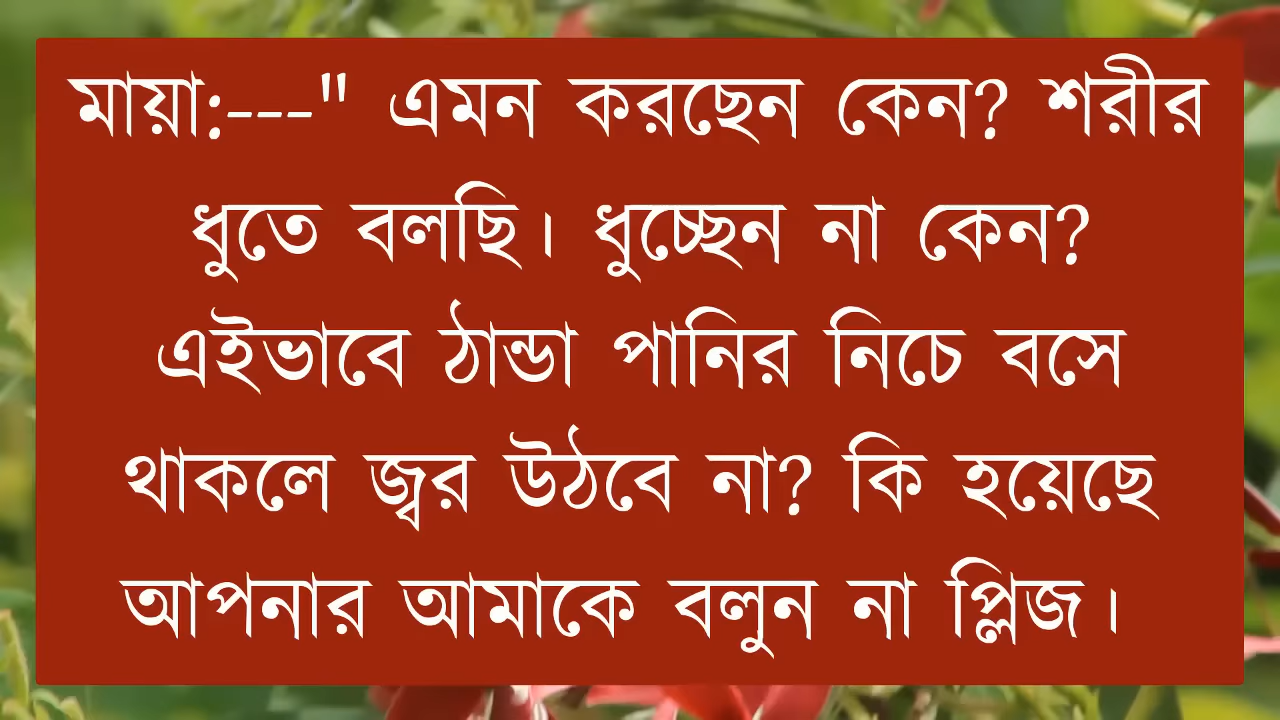 মায়া:---" এমন করছেন কেন? শরীর
ধুতে বলছি। ধুচ্ছেন না কেন?
এইভাবে ঠান্ডা পানির নিচে বসে
থাকলে জ্বর উঠবে না? কি হয়েছে
আপনার আমাকে বলুন না প্লিজ।